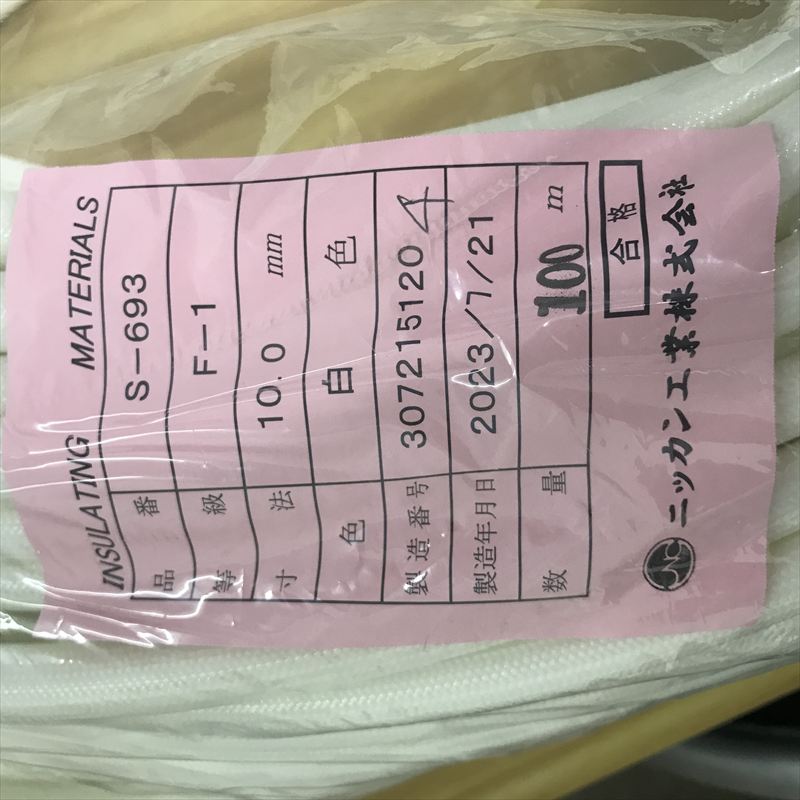 INSULATING MATERIALS
品番 S-693
等級 F-1
寸法 10.0 mm
色 白色
製造番号 307215120 4
製造年月日 2023/7/21
数量 100 m
合格
JNC ニッカン工業株式会社